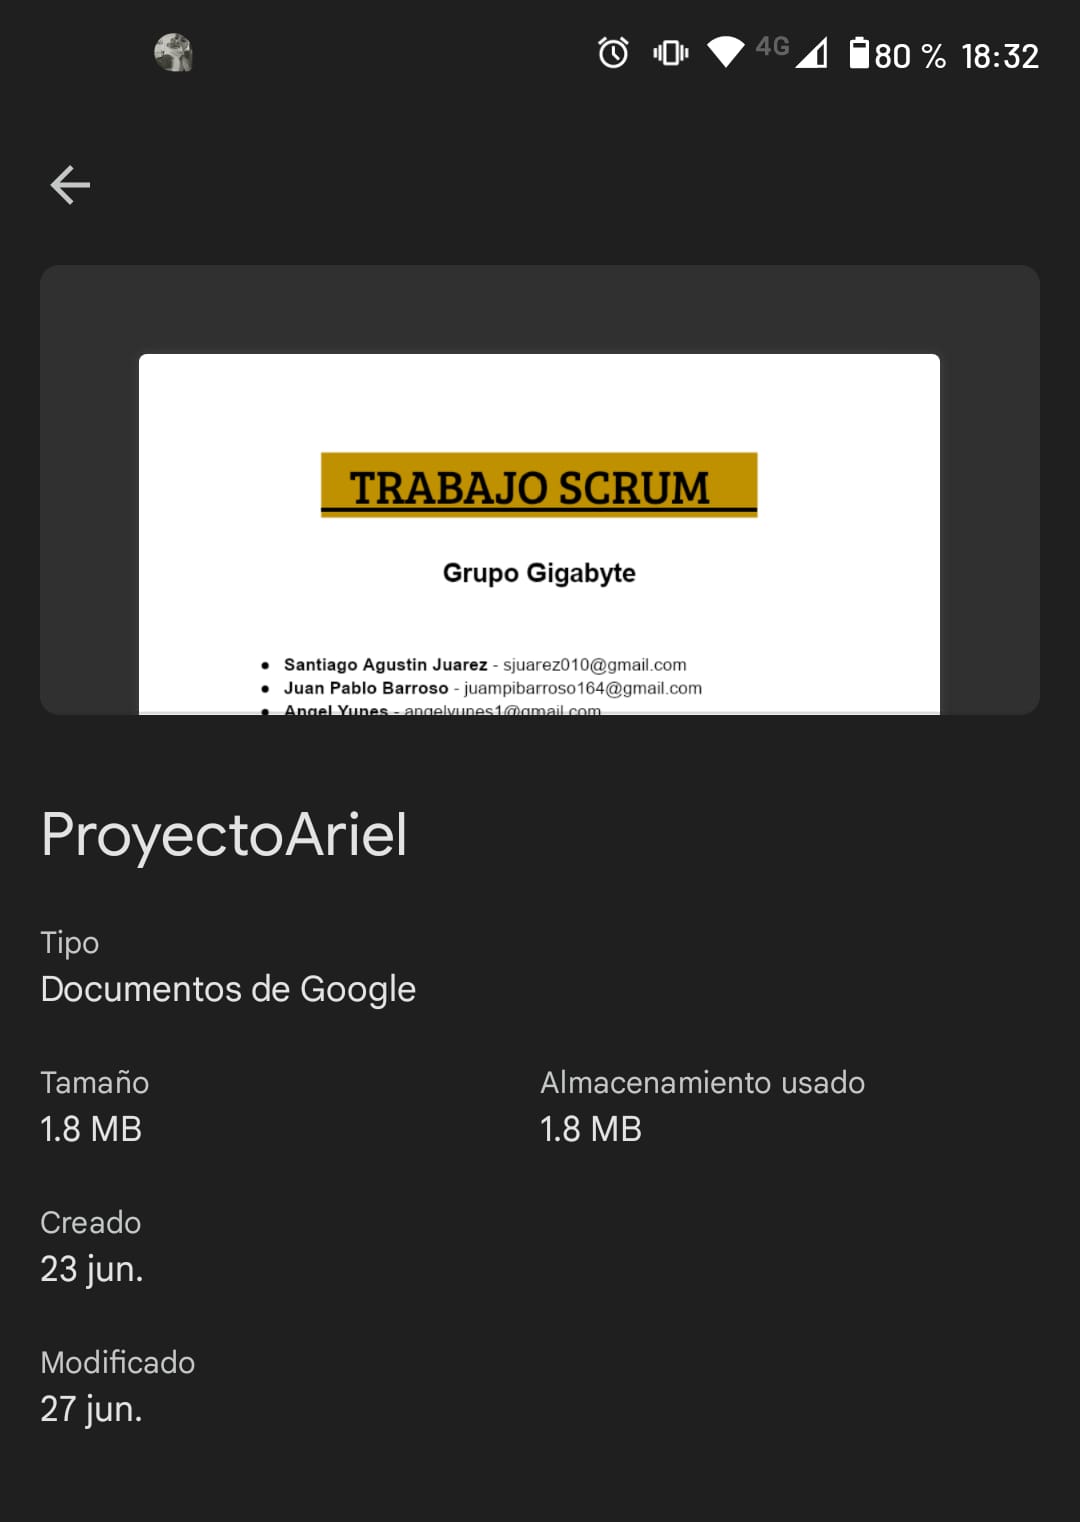 4G 80 % 18:32
TRABAJO SCRUM
Grupo Gigabyte
● Santiago Agustin Juarez - sjuarez010@gmail.com
● Juan Pablo Barroso - juampibarroso164@gmail.com
● Angel Yunes - angelyunes1@gmail.com
ProyectoAriel
Tipo
Documentos de Google
Tamaño
1.8 MB
Almacenamiento usado
1.8 MB
Creado
23 jun.
Modificado
27 jun.